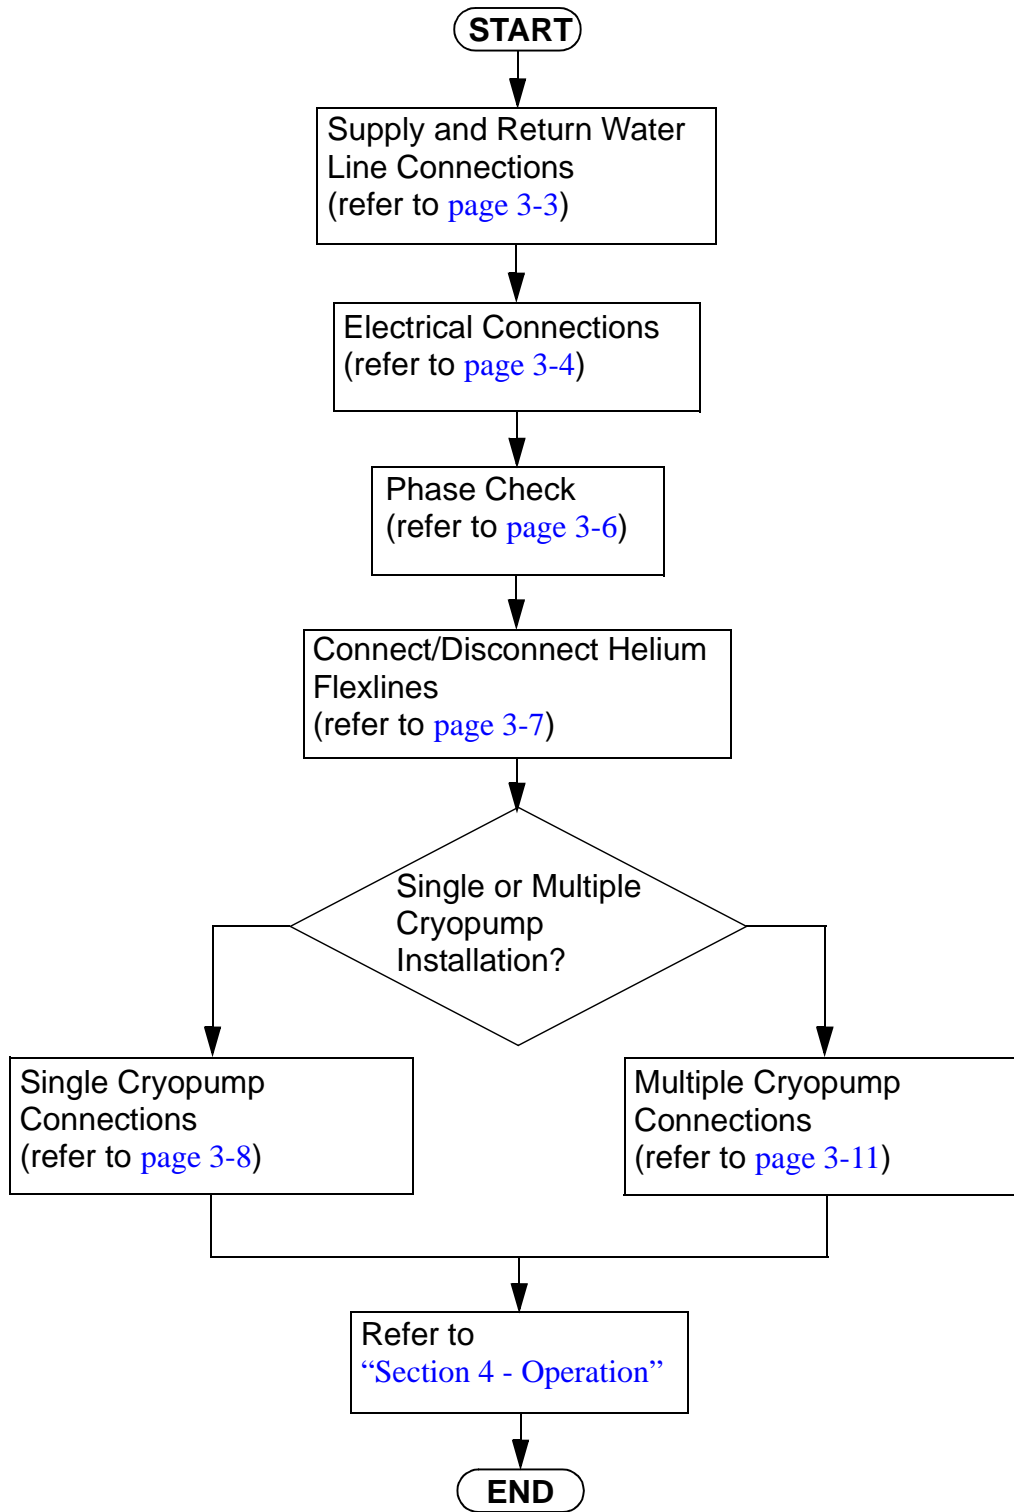 START
Supply and Return Water
Line Connections
(refer to page 3-3)
Electrical Connections
(refer to page 3-4)
Phase Check
(refer to page 3-6)
Connect/Disconnect Helium
Flexlines
(refer to page 3-7)
Single or Multiple
Cryopump
Installation?
Single Cryopump
Connections
(refer to page 3-8)
Multiple Cryopump
Connections
(refer to page 3-11)
Refer to
“Section 4 - Operation”
END